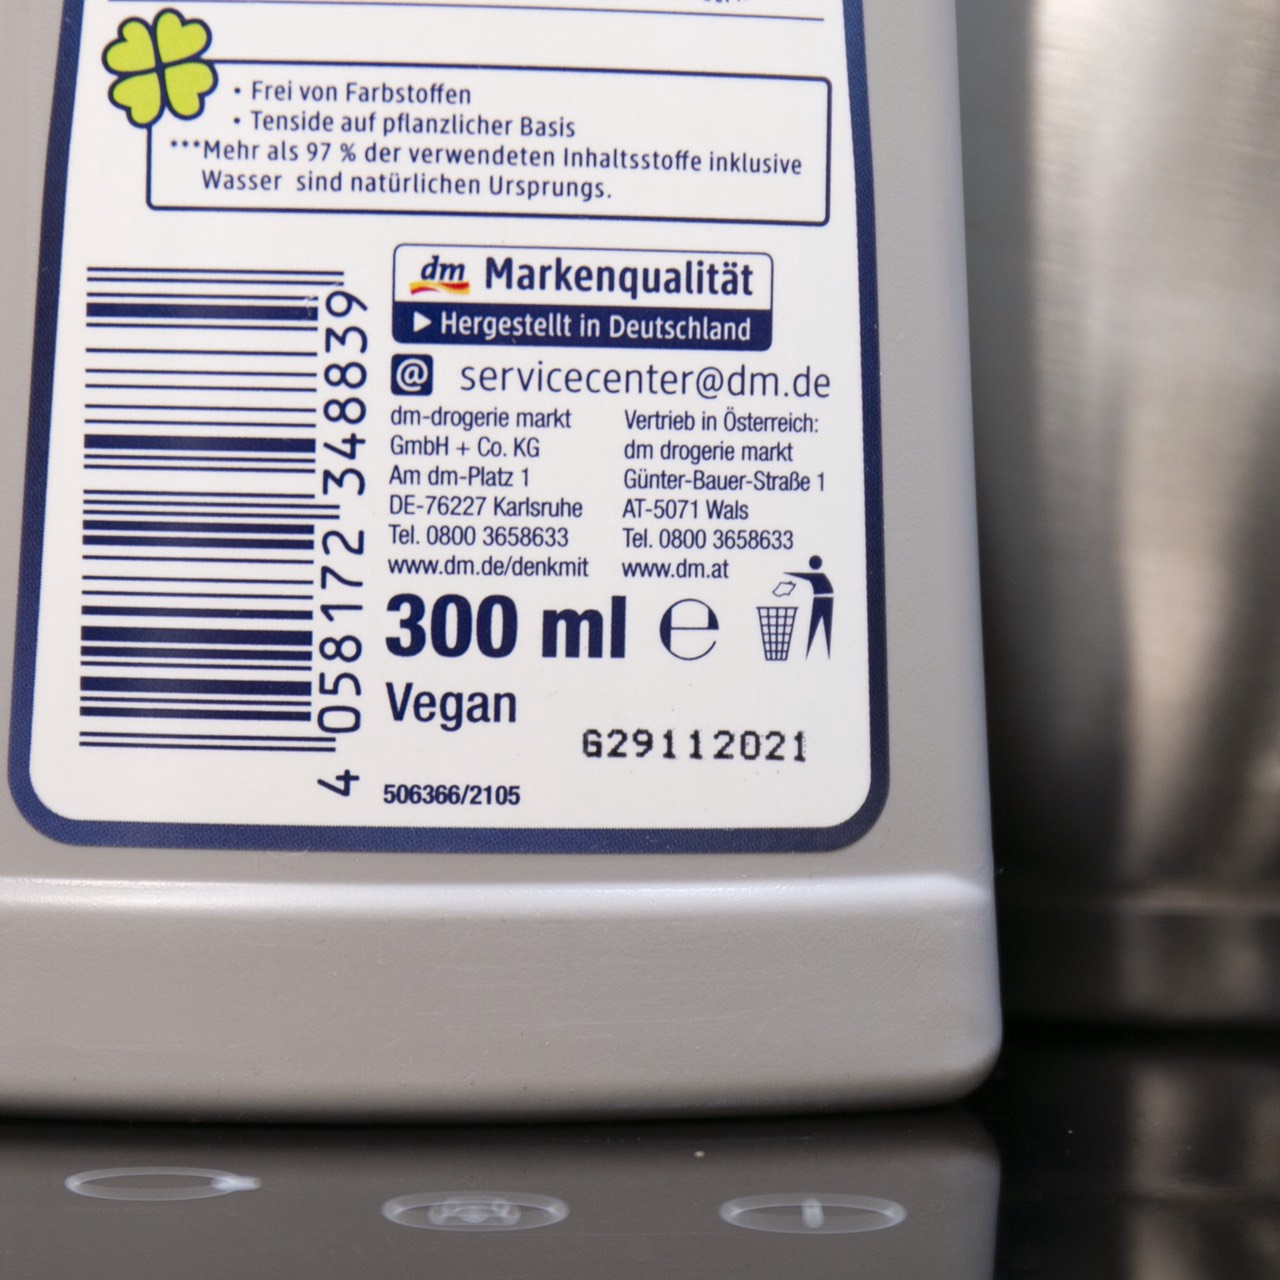 • Frei von Farbstoffen
• Tenside auf pflanzlicher Basis
***Mehr als 97 % der verwendeten Inhaltsstoffe inklusive
Wasser sind natürlichen Ursprungs.
dm Markenqualität
Hergestellt in Deutschland
@ servicecenter@dm.de
dm-drogerie markt
GmbH + Co. KG
Am dm-Platz 1
DE-76227 Karlsruhe
Tel. 0800 3658633
www.dm.de/denkmit
Vertrieb in Österreich:
dm drogerie markt
Günter-Bauer-Straße 1
AT-5071 Wals
Tel. 0800 3658633
www.dm.at
300 ml ℮
Vegan
G29112021
506366/2105
4 058172 348839